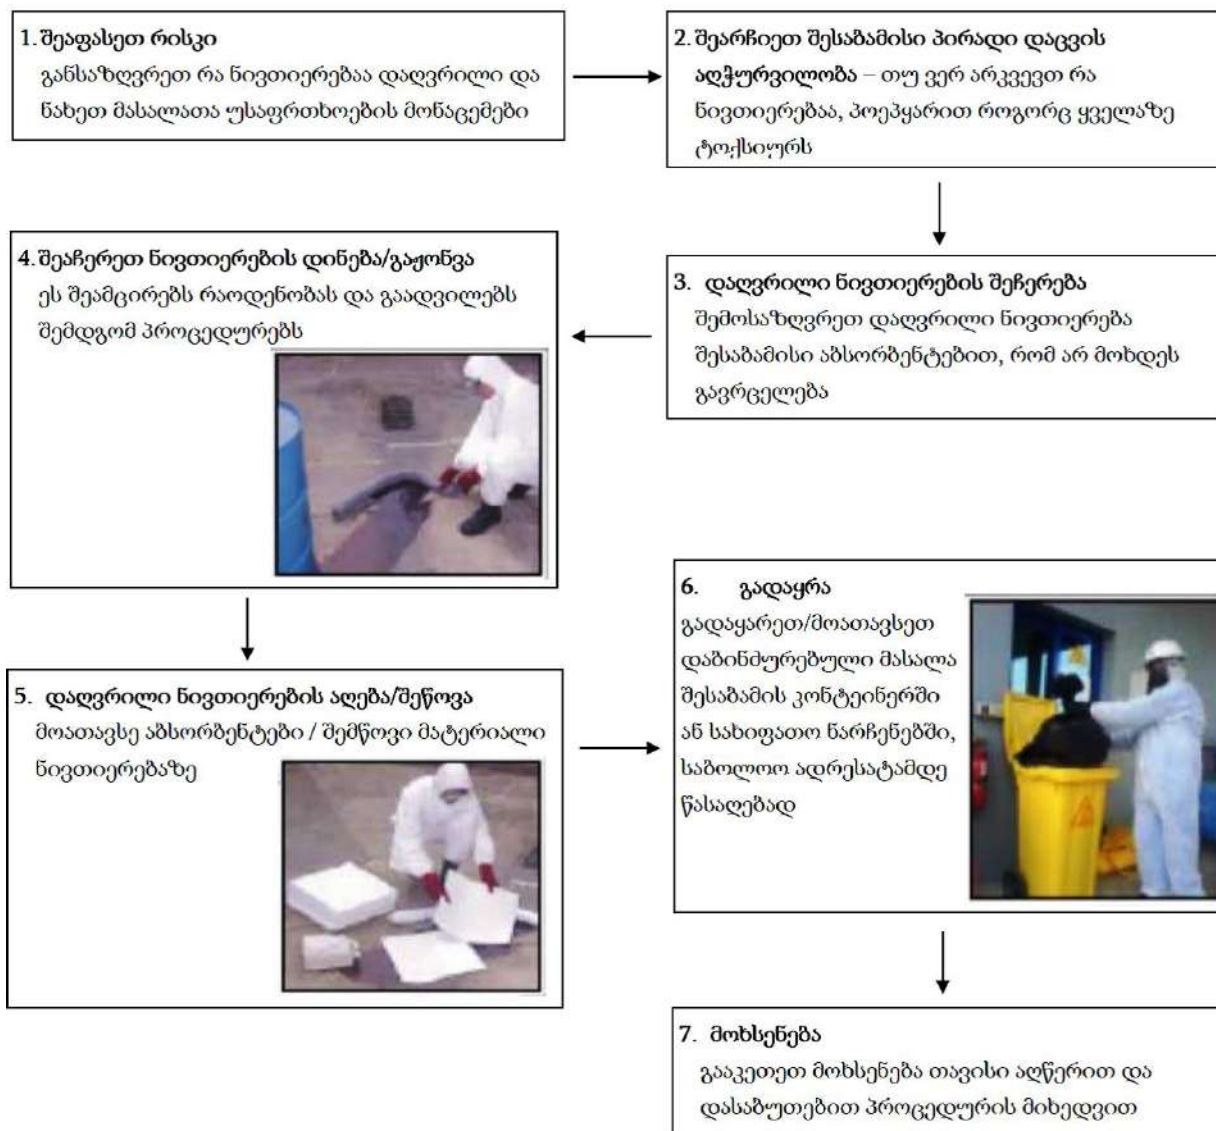 1. შეაფასეთ რისკი
განსაზღვრეთ რა ნივთიერებაა დაღვრილი და
ნახეთ მასალათა უსაფრთხოების მონაცემები
2. შეარჩიეთ შესაბამისი პირადი დაცვის
აღჭურვილობა – თუ ვერ არკვევთ რა
ნივთიერებაა, პოეპყარით როგორც ყველაზე
ტოქსიურს
3. დაღვრილი ნივთიერების შეჩერება
შემოსაზღვრეთ დაღვრილი ნივთიერება
შესაბამისი აბსორბენტებით, რომ არ მოხდეს
გავრცელება
4. შეაჩერეთ ნივთიერების დინება/გაჟონვა
ეს შეამცირებს რაოდენობას და გაადვილებს
შემდგომ პროცედურებს
5. დაღვრილი ნივთიერების აღება/შეწოვა
მოათავსე აბსორბენტები / შემწოვი მატერიალი
ნივთიერებაზე
6. გადაყრა
გადაყარეთ/მოათავსეთ
დაბინძურებული მასალა
შესაბამის კონტეინერში
ან სახიფათო ნარჩენებში,
საბოლოო ადრესატამდე
წასაღებად
7. მოხსენება
გააკეთეთ მოხსენება თავისი აღწერით და
დასაბუთებით პროცედურის მიხედვით